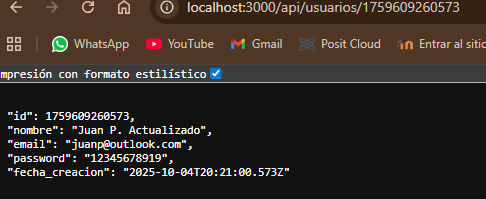 localhost:3000/api/usuarios/1759609260573
WhatsApp YouTube Gmail Posit Cloud Entrar al sitio
mpresión con formato estilístico
"id": 1759609260573,
"nombre": "Juan P. Actualizado",
"email": "juanp@outlook.com",
"password": "12345678919",
"fecha_creacion": "2025-10-04T20:21:00.573Z"